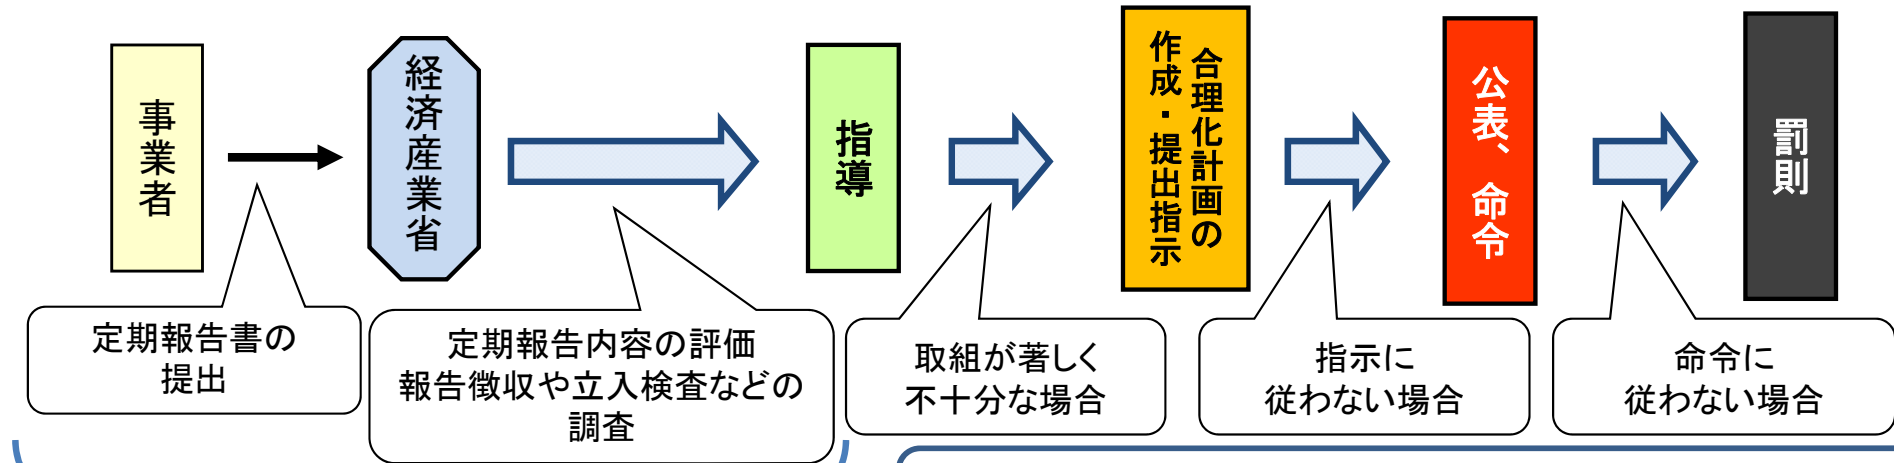 事業者
経済産業省
指導
合理化計画の
作成・提出指示
公表、命令
罰則
定期報告書の
提出
定期報告内容の評価
報告徴収や立入検査などの
調査
取組が著しく
不十分な場合
指示に
従わない場合
命令に
従わない場合